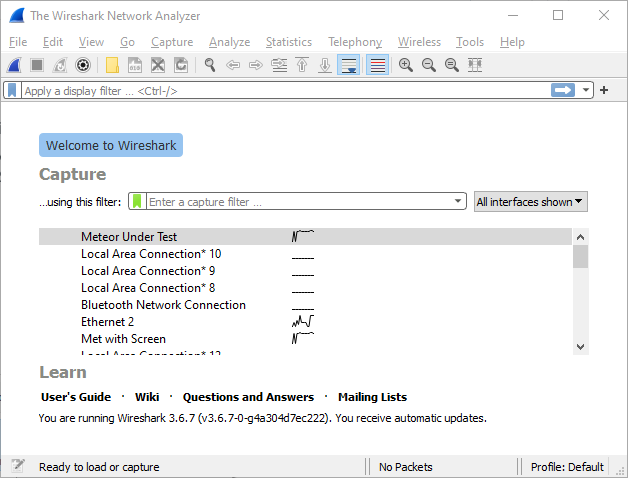 The Wireshark Network Analyzer
File Edit View Go Capture Analyze Statistics Telephony Wireless Tools Help
Apply a display filter ... <Ctrl-/>
+
Welcome to Wireshark
Capture
...using this filter: Enter a capture filter ... All interfaces shown
Meteor Under Test
Local Area Connection* 10
Local Area Connection* 9
Local Area Connection* 8
Bluetooth Network Connection
Ethernet 2
Met with Screen
Local Area Connection* 12
Learn
User's Guide · Wiki · Questions and Answers · Mailing Lists
You are running Wireshark 3.6.7 (v3.6.7-0-g4a304d7ec222). You receive automatic updates.
Ready to load or capture No Packets Profile: Default